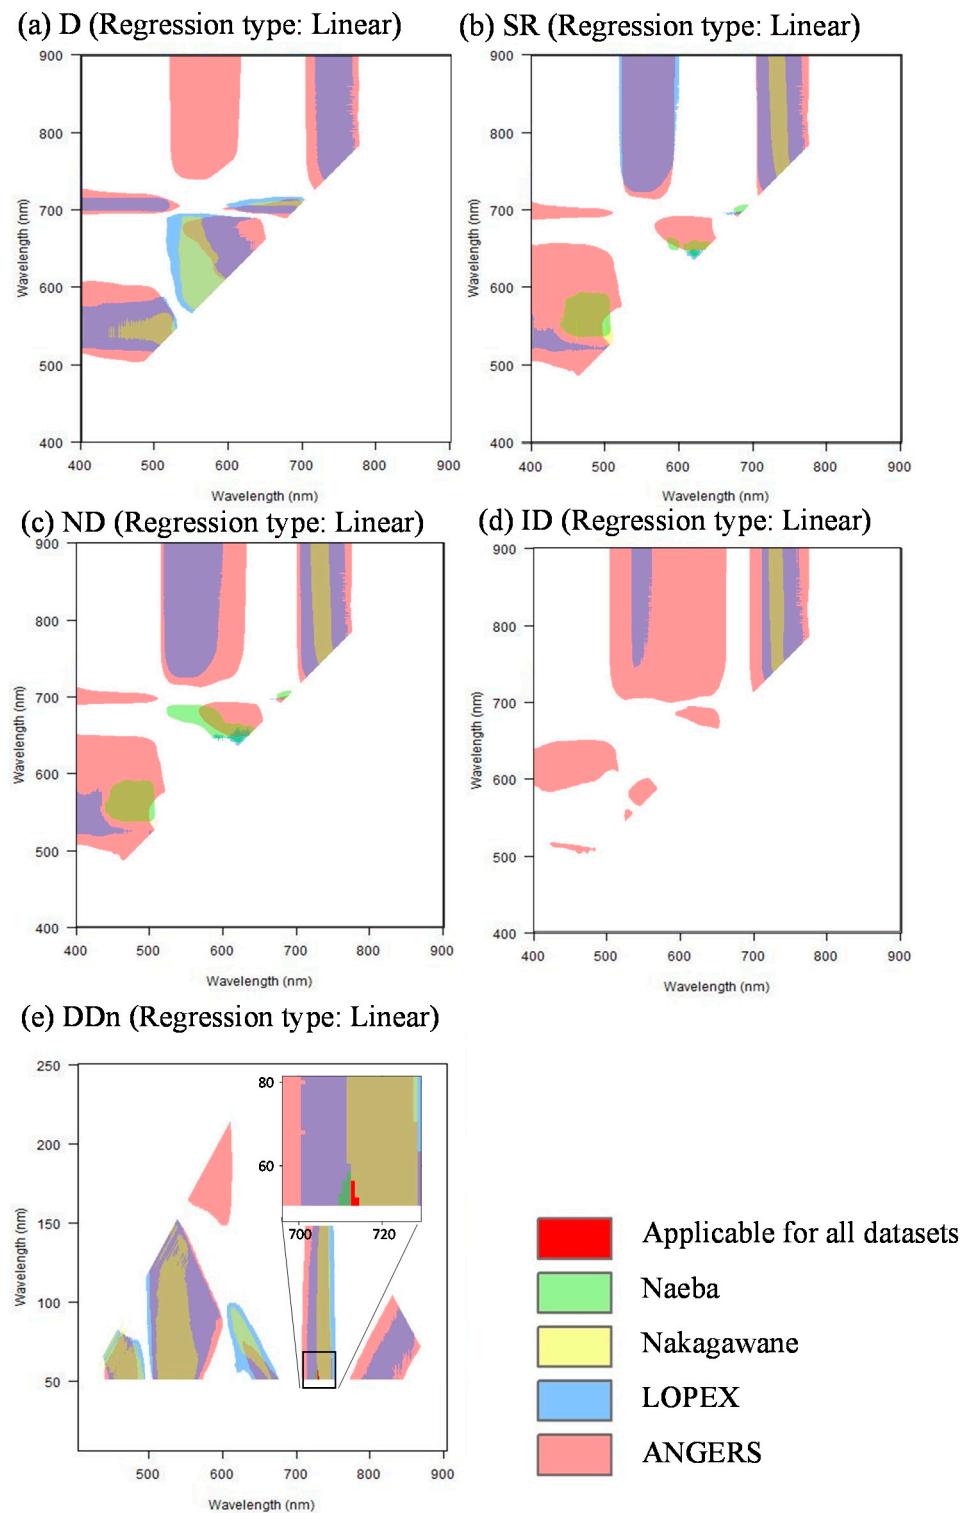 (a) D (Regression type: Linear)
(b) SR (Regression type: Linear)
900
800
700
600
500
400
Wavelength (nm)
400 500 600 700 800 900
Wavelength (nm)
900
800
700
600
500
400
Wavelength (nm)
400 500 600 700 800 900
Wavelength (nm)
(c) ND (Regression type: Linear)
(d) ID (Regression type: Linear)
900
800
700
600
500
400
Wavelength (nm)
400 500 600 700 800 900
Wavelength (nm)
900
800
700
600
500
400
Wavelength (nm)
400 500 600 700 800 900
Wavelength (nm)
(e) DDn (Regression type: Linear)
250
200
150
100
50
Wavelength (nm)
80
60
700 720
500 600 700 800 900
Wavelength (nm)
Applicable for all datasets
Naeba
Nakagawane
LOPEX
ANGERS